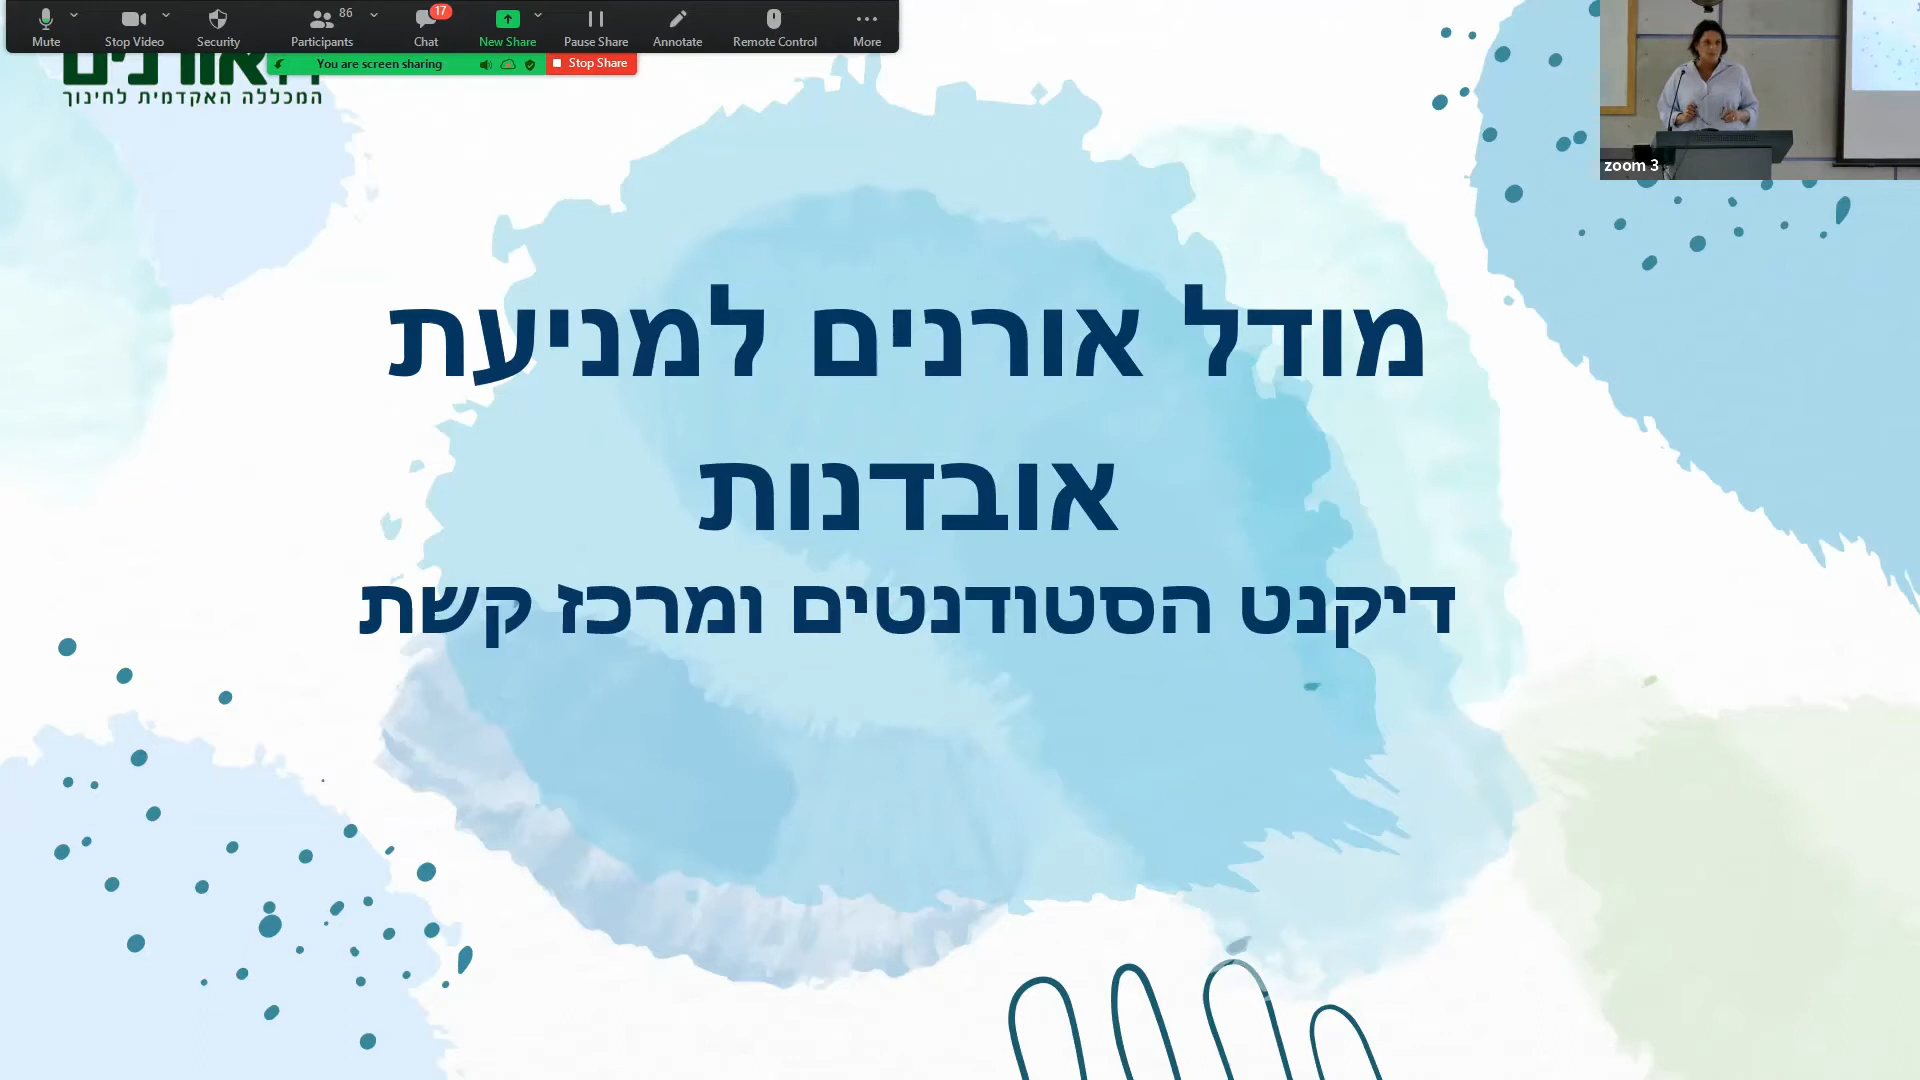 Mute
Stop Video
Security
Participants
86
Chat
17
New Share
Pause Share
Annotate
Remote Control
More
You are screen sharing
Stop Share
המכללה האקדמית לחינוך
zoom 3
מודל אורנים למניעת
אובדנות
דיקנט הסטודנטים ומרכז קשת